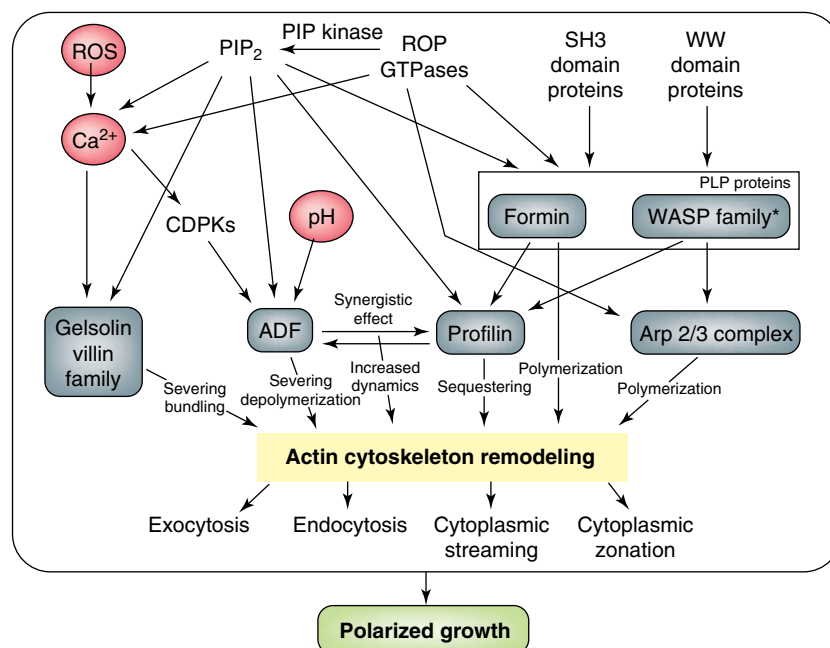 ROS
PIP2
PIP kinase
ROP
GTPases
SH3
domain
proteins
WW
domain
proteins
Ca2+
CDPKs
pH
PLP proteins
Formin
WASP family*
Gelsolin
villin
family
ADF
Synergistic
effect
Profilin
Arp 2/3 complex
Severing
bundling
Severing
depolymerization
Increased
dynamics
Sequestering
Polymerization
Polymerization
Actin cytoskeleton remodeling
Exocytosis
Endocytosis
Cytoplasmic
streaming
Cytoplasmic
zonation
Polarized growth